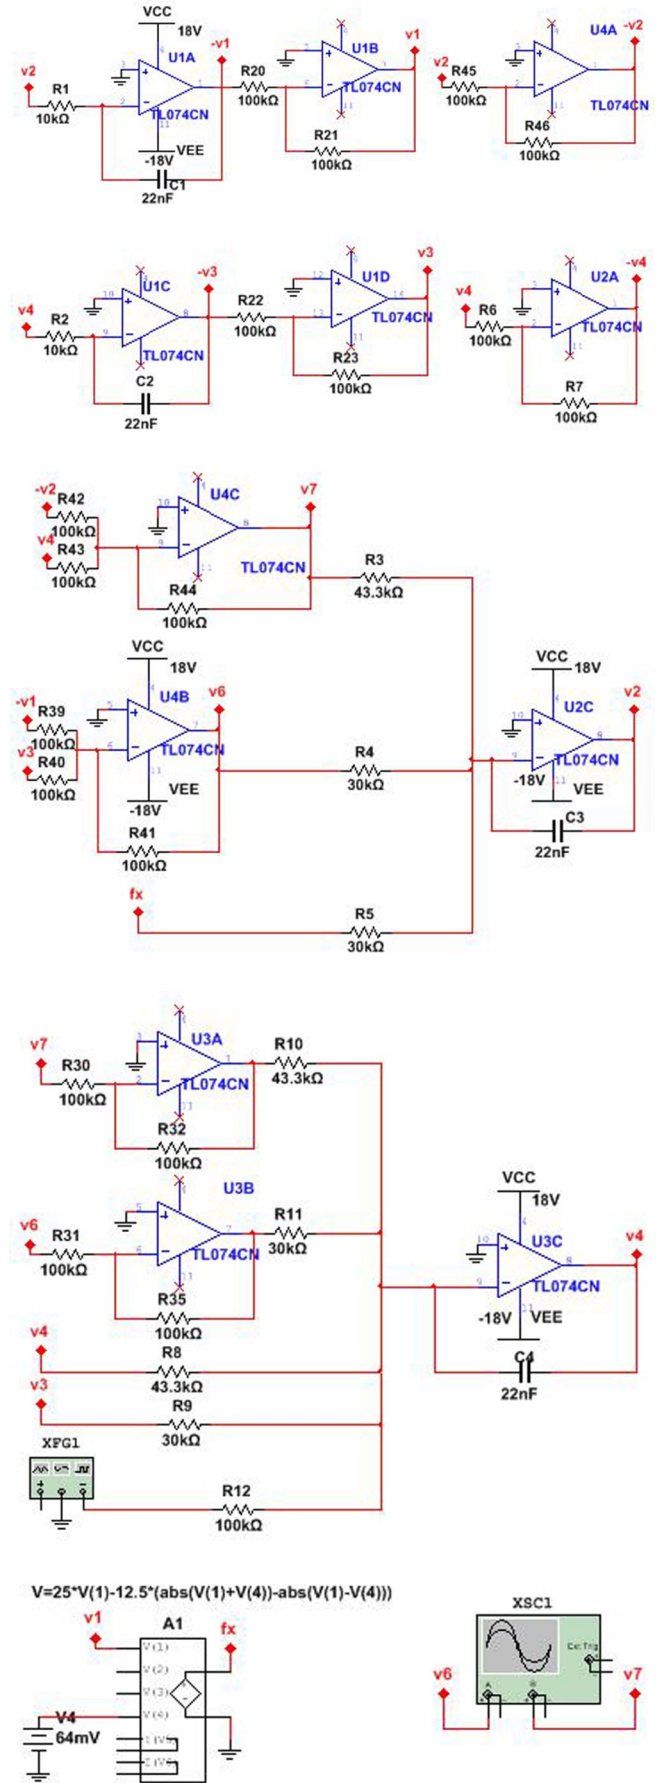 VCC
18V
U1A
-v1
U1B
v1
U4A
-v2
v2
R1
10kΩ
R20
100kΩ
v2
R45
100kΩ
TL074CN
TL074CN
TL074CN
R21
100kΩ
R46
100kΩ
VEE
-18V
C1
22nF
U1C
-v3
U1D
v3
U2A
-v4
v4
R2
10kΩ
R22
100kΩ
v4
R6
100kΩ
TL074CN
TL074CN
TL074CN
C2
22nF
R23
100kΩ
R7
100kΩ
-v2
R42
100kΩ
v4
R43
100kΩ
U4C
v7
TL074CN
R44
100kΩ
R3
43.3kΩ
VCC
18V
U4B
v6
-v1
R39
100kΩ
v3
R40
100kΩ
TL074CN
VEE
-18V
R41
100kΩ
R4
30kΩ
VCC
18V
U2C
v2
TL074CN
-18V
VEE
C3
22nF
fx
R5
30kΩ
v7
R30
100kΩ
U3A
TL074CN
R10
43.3kΩ
R32
100kΩ
U3B
v6
R31
100kΩ
TL074CN
R11
30kΩ
R35
100kΩ
VCC
18V
U3C
v4
TL074CN
-18V
VEE
C4
22nF
v4
R8
43.3kΩ
v3
R9
30kΩ
XFG1
R12
100kΩ
V=25*V(1)-12.5*(abs(V(1)+V(4))-abs(V(1)-V(4)))
v1
A1
fx
V(1)
V(2)
V(3)
V(4)
V4
64mV
XSC1
Ext Trig
A
B
v6
v7